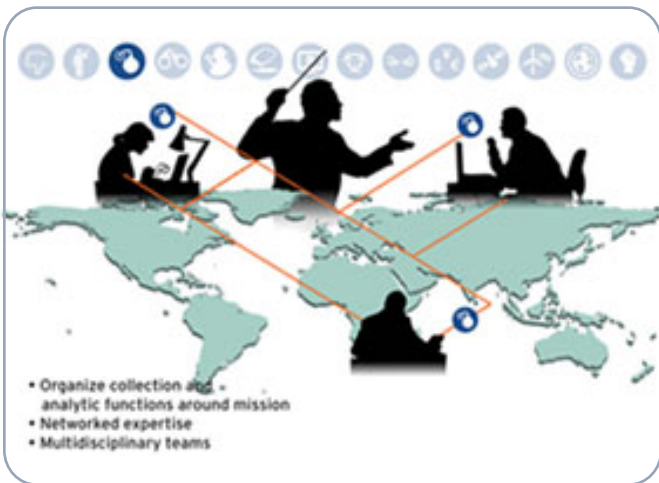 • Organize collection and
analytic functions around mission
• Networked expertise
• Multidisciplinary teams